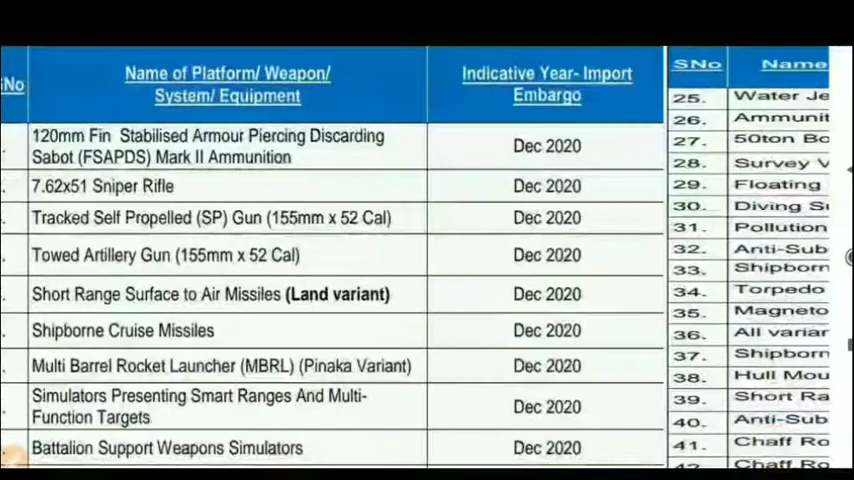 SNo
Name of Platform/ Weapon/
System/ Equipment
Indicative Year- Import
Embargo
120mm Fin Stabilised Armour Piercing Discarding
Sabot (FSAPDS) Mark II Ammunition
Dec 2020
7.62x51 Sniper Rifle
Dec 2020
Tracked Self Propelled (SP) Gun (155mm x 52 Cal)
Dec 2020
Towed Artillery Gun (155mm x 52 Cal)
Dec 2020
Short Range Surface to Air Missiles (Land variant)
Dec 2020
Shipborne Cruise Missiles
Dec 2020
Multi Barrel Rocket Launcher (MBRL) (Pinaka Variant)
Dec 2020
Simulators Presenting Smart Ranges And Multi-
Function Targets
Dec 2020
Battalion Support Weapons Simulators
Dec 2020
SNo
Name
25. Water Je
26. Ammunit
27. 50ton Bo
28. Survey V
29. Floating
30. Diving Su
31. Pollution
32. Anti-Sub
33. Shipborn
34. Torpedo
35. Magneto
36. All variar
37. Shipborn
38. Hull Mou
39. Short Ra
40. Anti-Sub
41. Chaff Ro
42. Chaff Ro